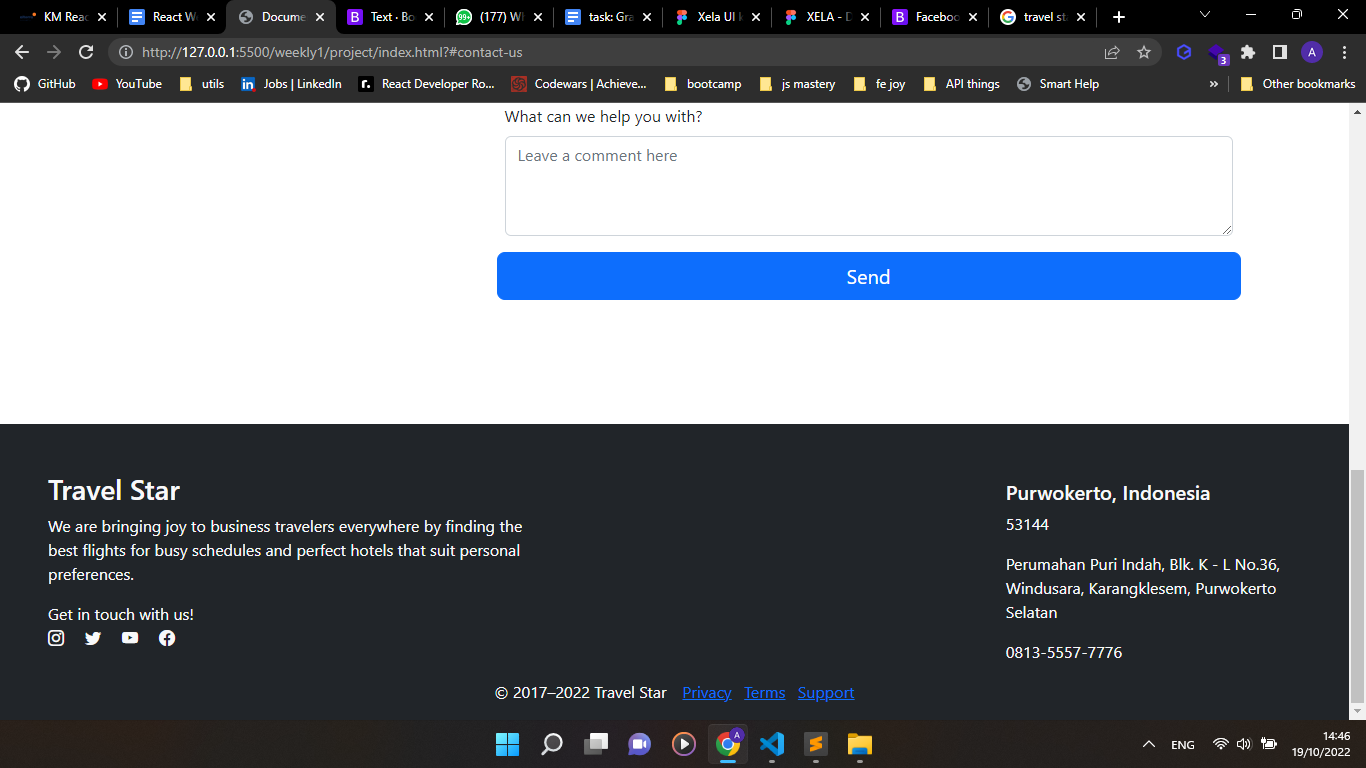 KM Reac
React W
Docume
Text · Bo
(177) Wh
task: Gra
Xela UI k
XELA - D
Faceboo
travel sta
http://127.0.0.1:5500/weekly1/project/index.html?#contact-us
3
A
GitHub
YouTube
utils
Jobs | LinkedIn
React Developer Ro...
Codewars | Achieve...
bootcamp
js mastery
fe joy
API things
Smart Help
»
Other bookmarks
What can we help you with?
Leave a comment here
Send
Travel Star
We are bringing joy to business travelers everywhere by finding the
best flights for busy schedules and perfect hotels that suit personal
preferences.
Get in touch with us!
Purwokerto, Indonesia
53144
Perumahan Puri Indah, Blk. K - L No.36,
Windusara, Karangklesem, Purwokerto
Selatan
0813-5557-7776
© 2017–2022 Travel Star Privacy Terms Support
A
ENG
14:46
19/10/2022